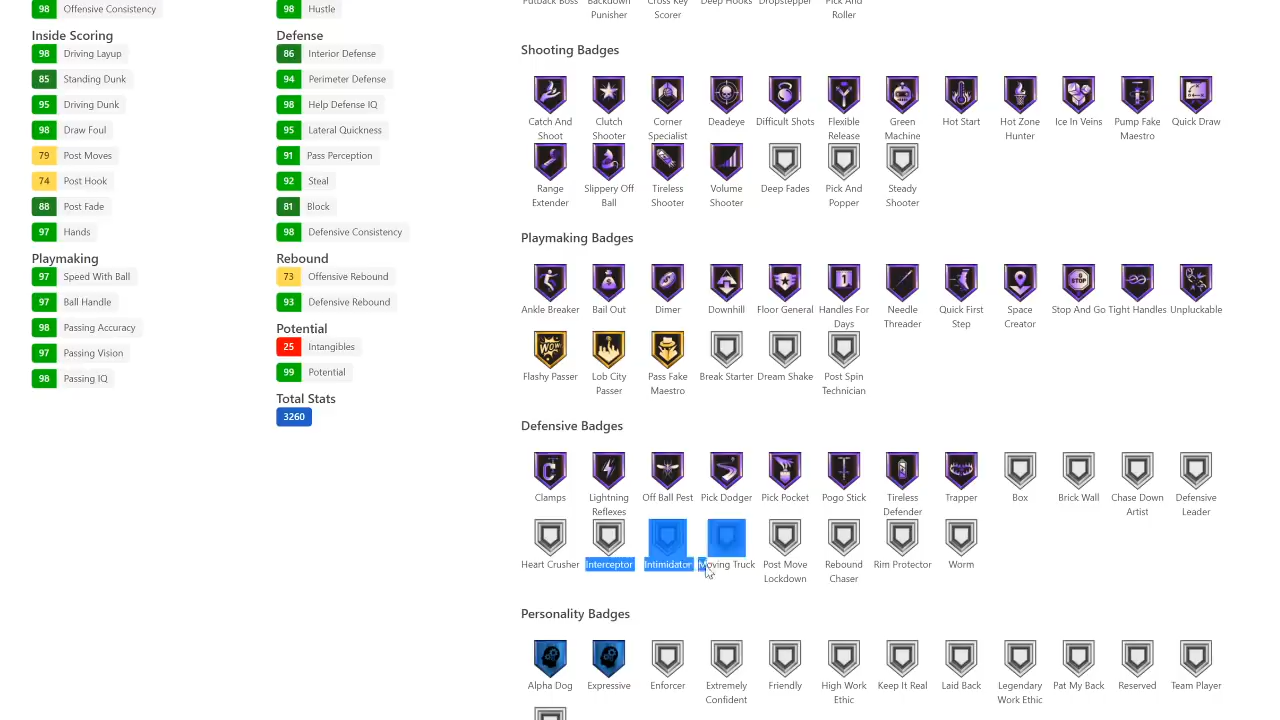 98 Offensive Consistency
Inside Scoring
98 Driving Layup
85 Standing Dunk
95 Driving Dunk
98 Draw Foul
79 Post Moves
74 Post Hook
88 Post Fade
97 Hands
Playmaking
97 Speed With Ball
97 Ball Handle
98 Passing Accuracy
97 Passing Vision
98 Passing IQ
98 Hustle
Defense
86 Interior Defense
94 Perimeter Defense
98 Help Defense IQ
95 Lateral Quickness
91 Pass Perception
92 Steal
81 Block
98 Defensive Consistency
Rebound
73 Offensive Rebound
93 Defensive Rebound
Potential
25 Intangibles
99 Potential
Total Stats
3260
Putback Boss
Backdown
Punisher
Cross Key
Scorer
Deep Hooks
Dropstepper
Pick And
Roller
Shooting Badges
Catch And
Shoot
Clutch
Shooter
Corner
Specialist
Deadeye
Difficult Shots
Flexible
Release
Green
Machine
Hot Start
Hot Zone
Hunter
Ice In Veins
Pump Fake
Maestro
Quick Draw
Range
Extender
Slippery Off
Ball
Tireless
Shooter
Volume
Shooter
Deep Fades
Pick And
Popper
Steady
Shooter
Playmaking Badges
Ankle Breaker
Bail Out
Dimer
Downhill
Floor General
1
Handles For
Days
Needle
Threader
Quick First
Step
Space
Creator
STOP
Stop And Go
Tight Handles
Unpluckable
WOW
Flashy Passer
Lob City
Passer
Pass Fake
Maestro
Break Starter
Dream Shake
Post Spin
Technician
Defensive Badges
Clamps
Lightning
Reflexes
Off Ball Pest
Pick Dodger
Pick Pocket
Pogo Stick
Tireless
Defender
Trapper
Box
Brick Wall
Chase Down
Artist
Defensive
Leader
Heart Crusher
Interceptor
Intimidator
Moving Truck
Post Move
Lockdown
Rebound
Chaser
Rim Protector
Worm
Personality Badges
Alpha Dog
Expressive
Enforcer
Extremely
Confident
Friendly
High Work
Ethic
Keep It Real
Laid Back
Legendary
Work Ethic
Pat My Back
Reserved
Team Player